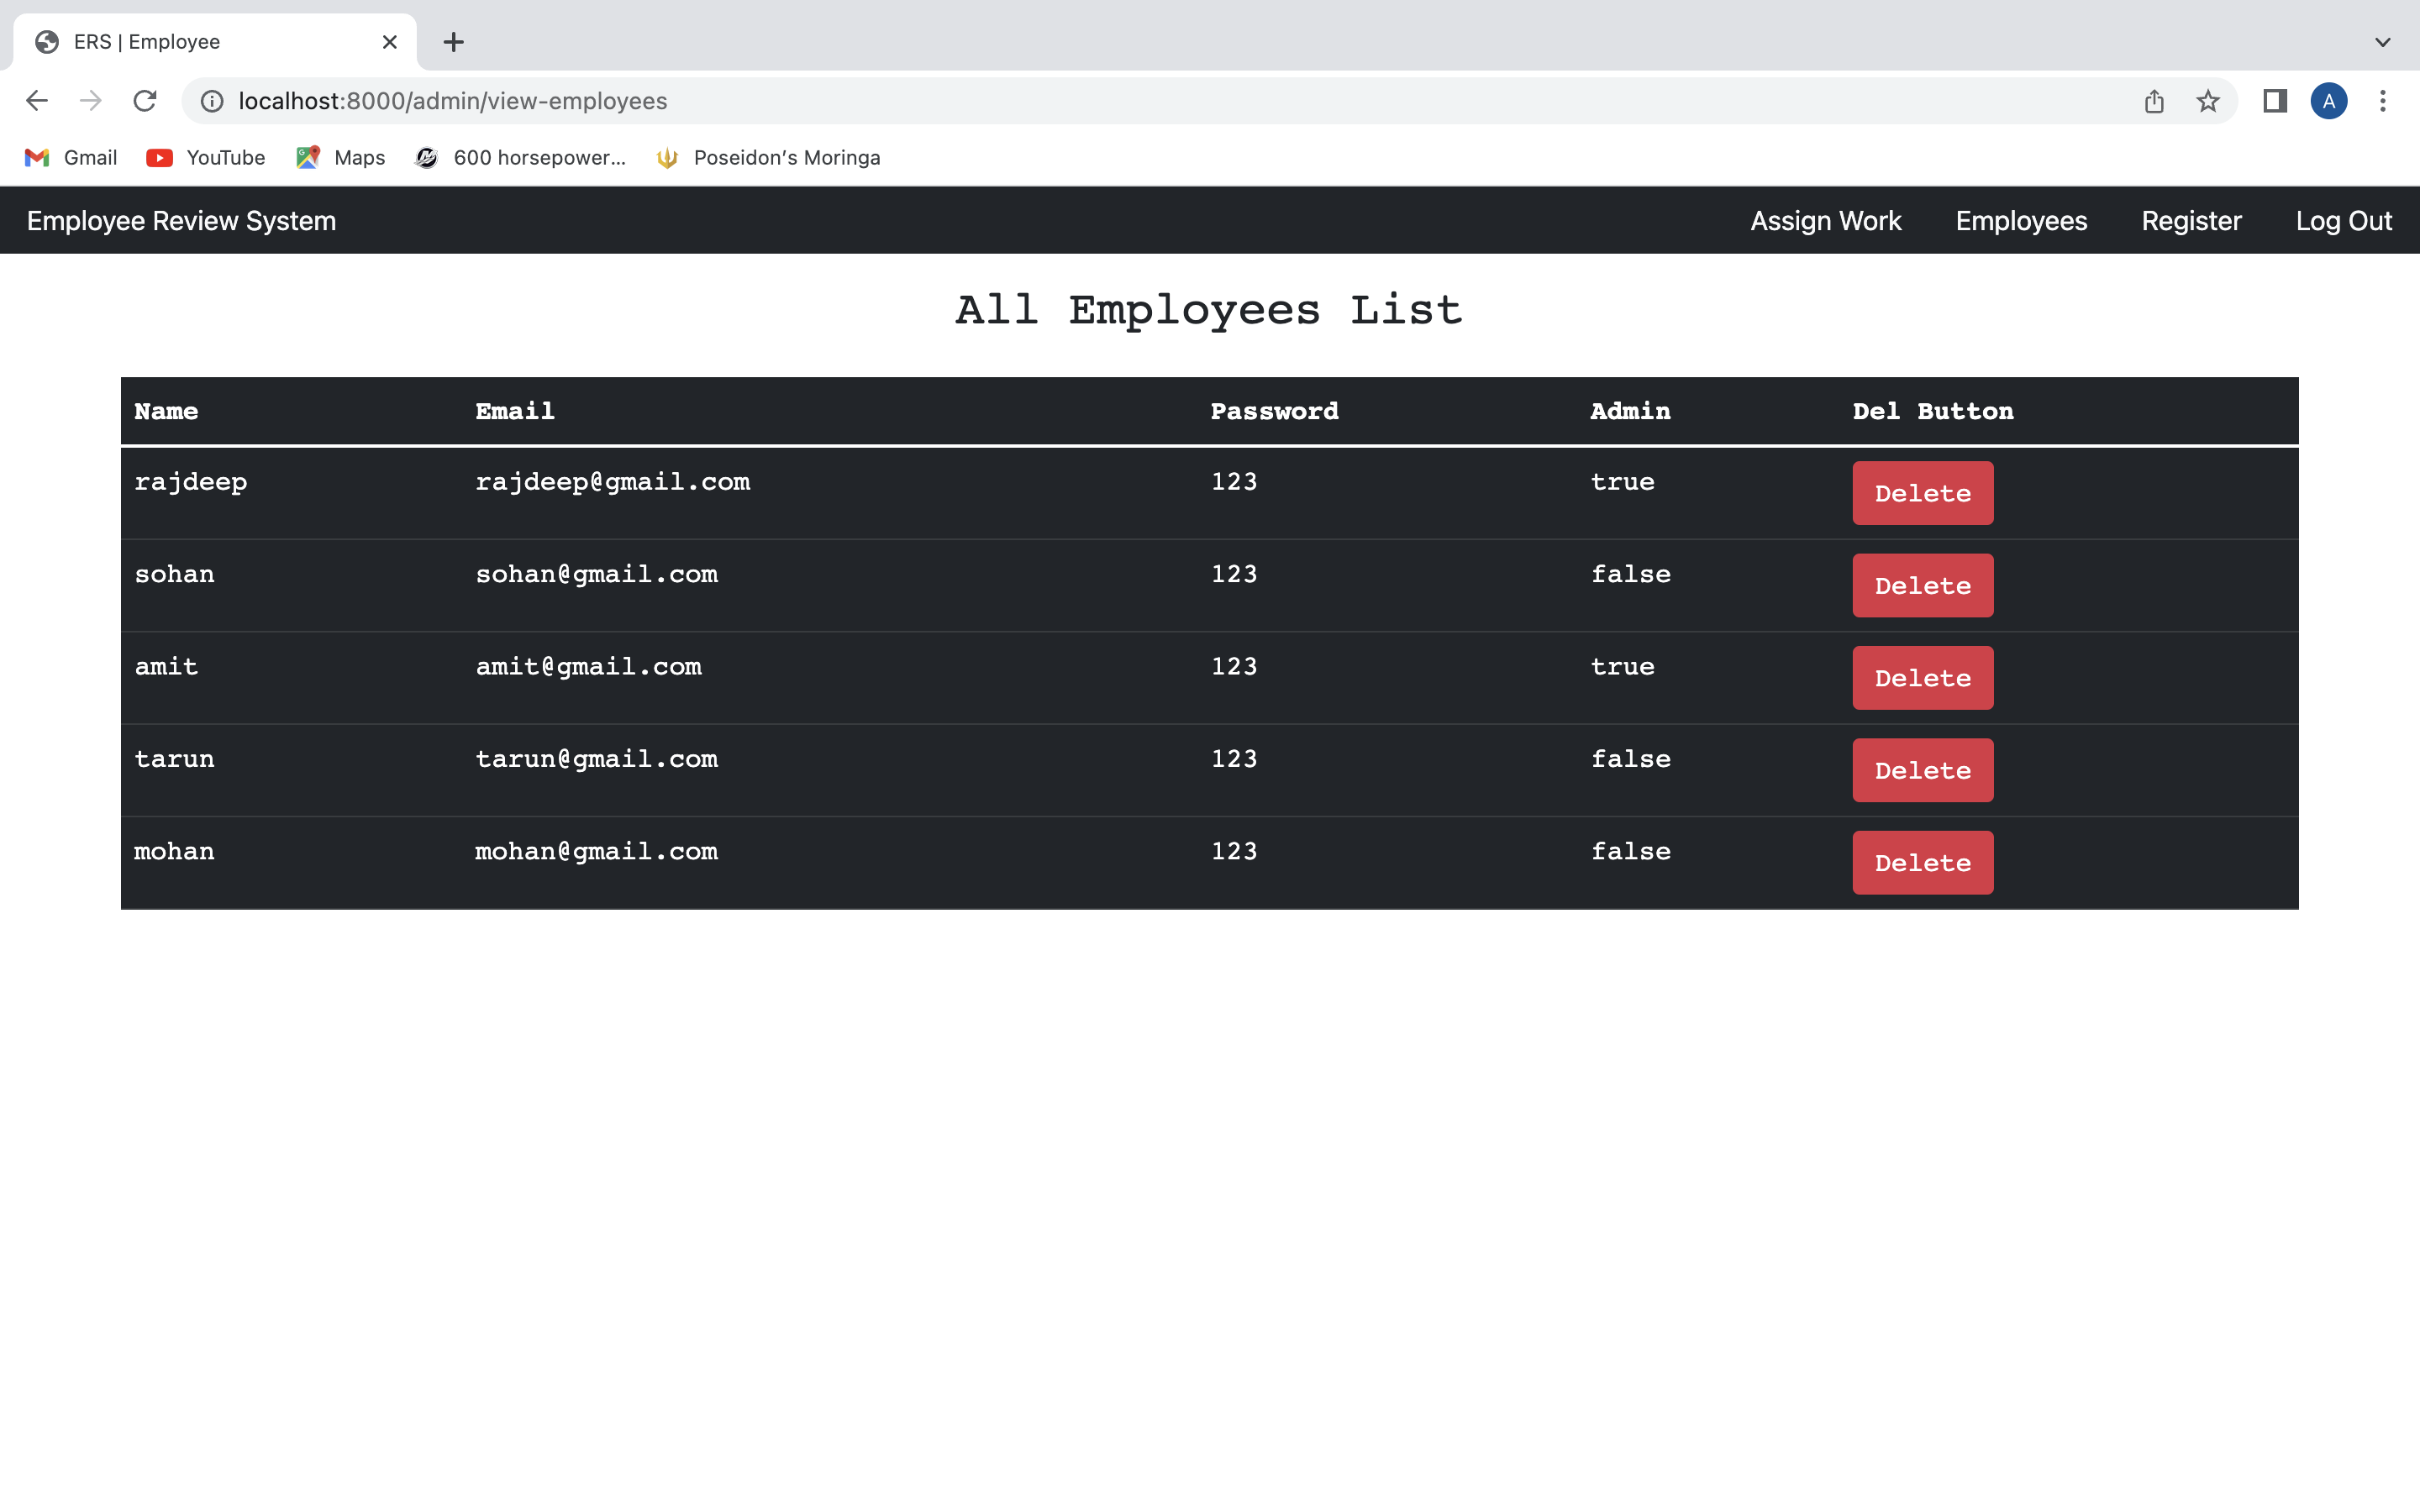 ERS | Employee
localhost:8000/admin/view-employees
A
Gmail YouTube Maps 600 horsepower... Poseidon's Moringa
Employee Review System Assign Work Employees Register Log Out
All Employees List
Name Email Password Admin Del Button
rajdeep rajdeep@gmail.com 123 true Delete
sohan sohan@gmail.com 123 false Delete
amit amit@gmail.com 123 true Delete
tarun tarun@gmail.com 123 false Delete
mohan mohan@gmail.com 123 false Delete